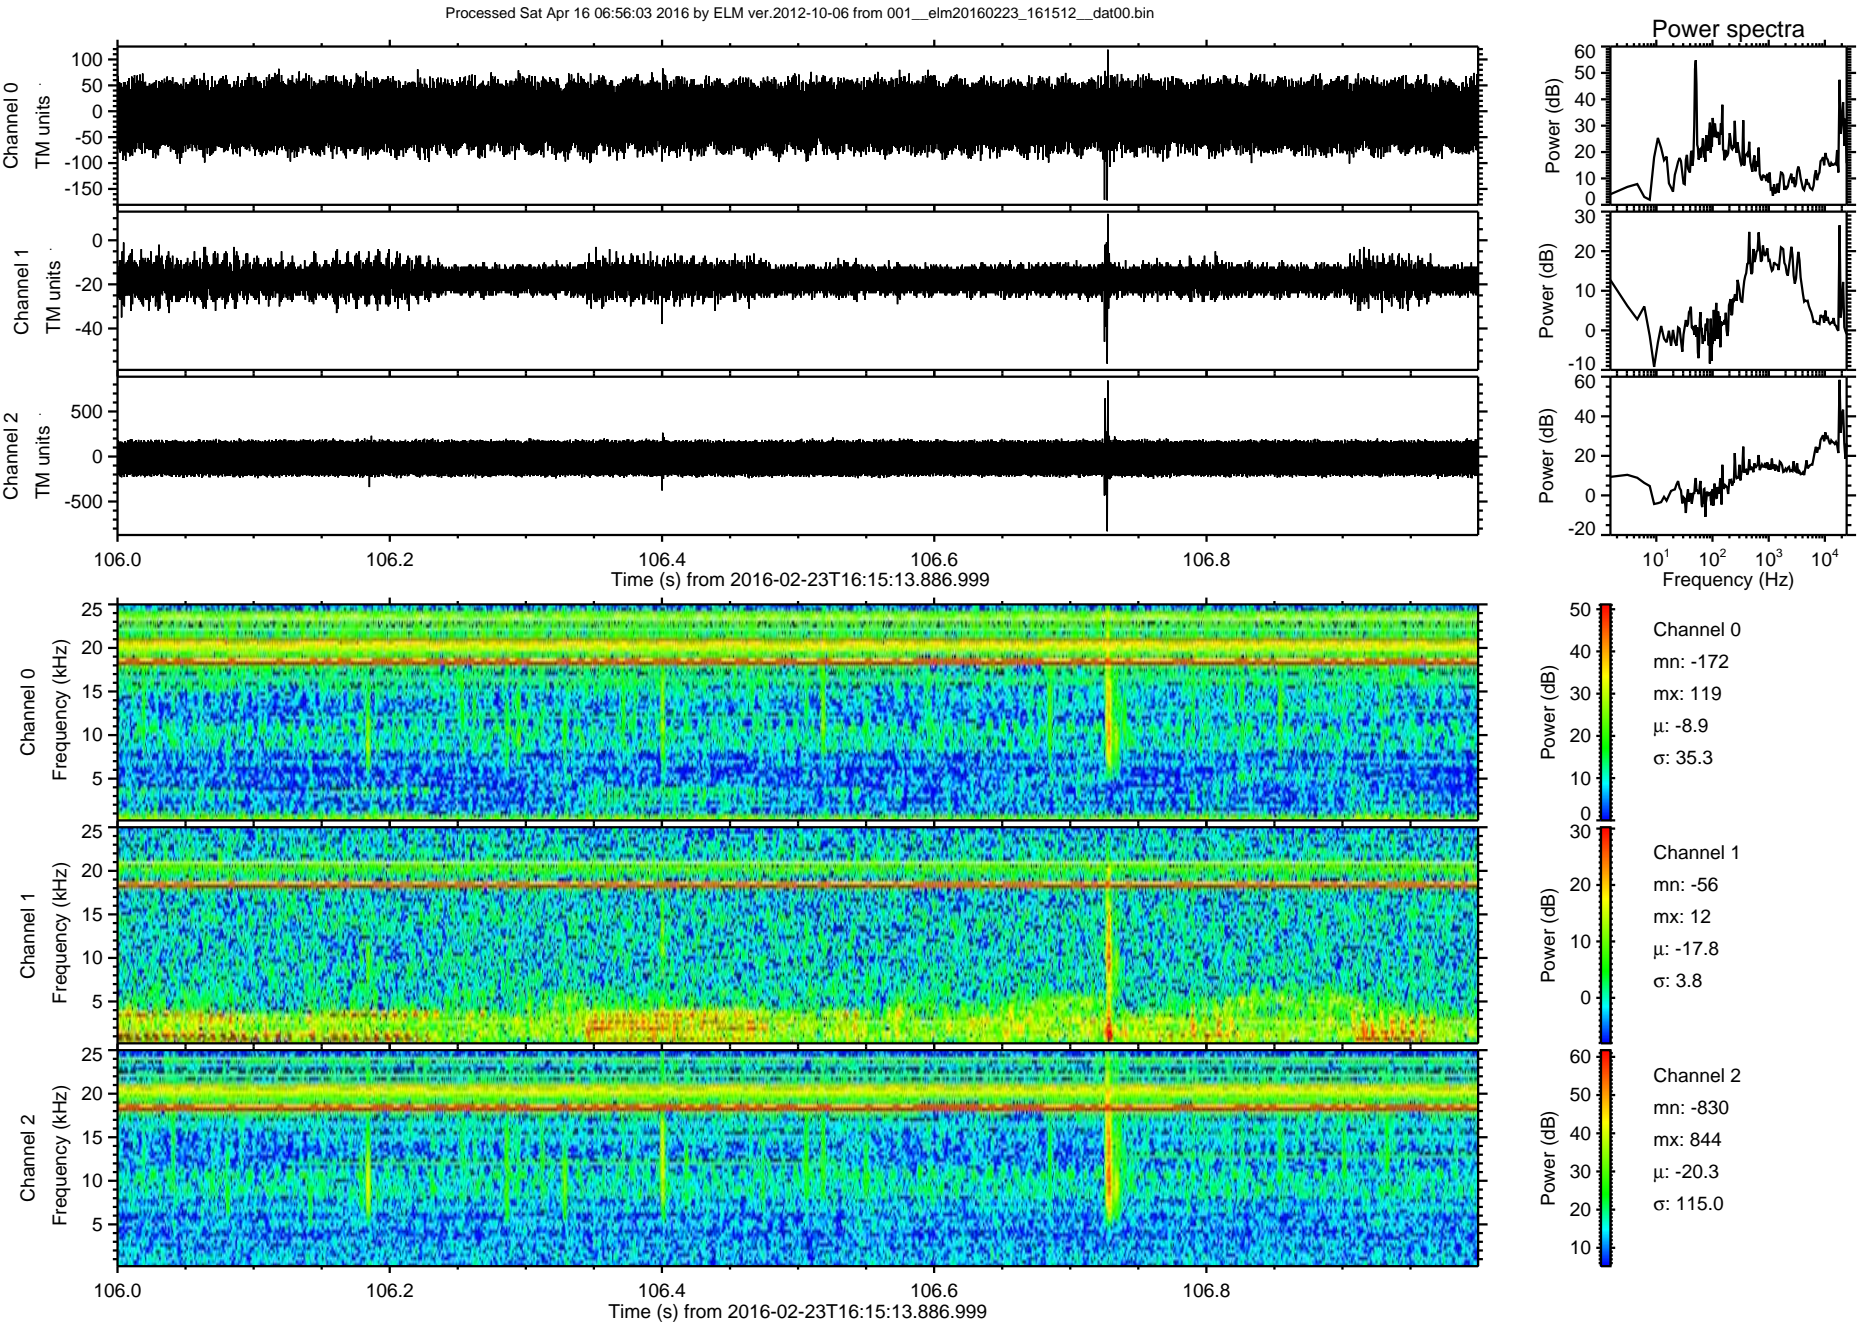 Processed Sat Apr 16 06:56:03 2016 by ELM ver.2012-10-06 from 001__elm20160223_161512__dat00.bin
Power spectra
Channel 0
TM units
100
50
0
-50
-100
-150
Power (dB)
60
50
40
30
20
10
0
Channel 1
TM units
0
-20
-40
Power (dB)
30
20
10
0
-10
Channel 2
TM units
500
0
-500
Power (dB)
60
40
20
0
-20
106.0 106.2 106.4 106.6 106.8
Time (s) from 2016-02-23T16:15:13.886.999
10^1 10^2 10^3 10^4
Frequency (Hz)
Channel 0
Frequency (kHz)
25
20
15
10
5
Power (dB)
50
40
30
20
10
0
Channel 0
mn: -172
mx: 119
µ: -8.9
σ: 35.3
Channel 1
Frequency (kHz)
25
20
15
10
5
Power (dB)
30
20
10
0
Channel 1
mn: -56
mx: 12
µ: -17.8
σ: 3.8
Channel 2
Frequency (kHz)
25
20
15
10
5
Power (dB)
60
50
40
30
20
10
Channel 2
mn: -830
mx: 844
µ: -20.3
σ: 115.0
106.0 106.2 106.4 106.6 106.8
Time (s) from 2016-02-23T16:15:13.886.999